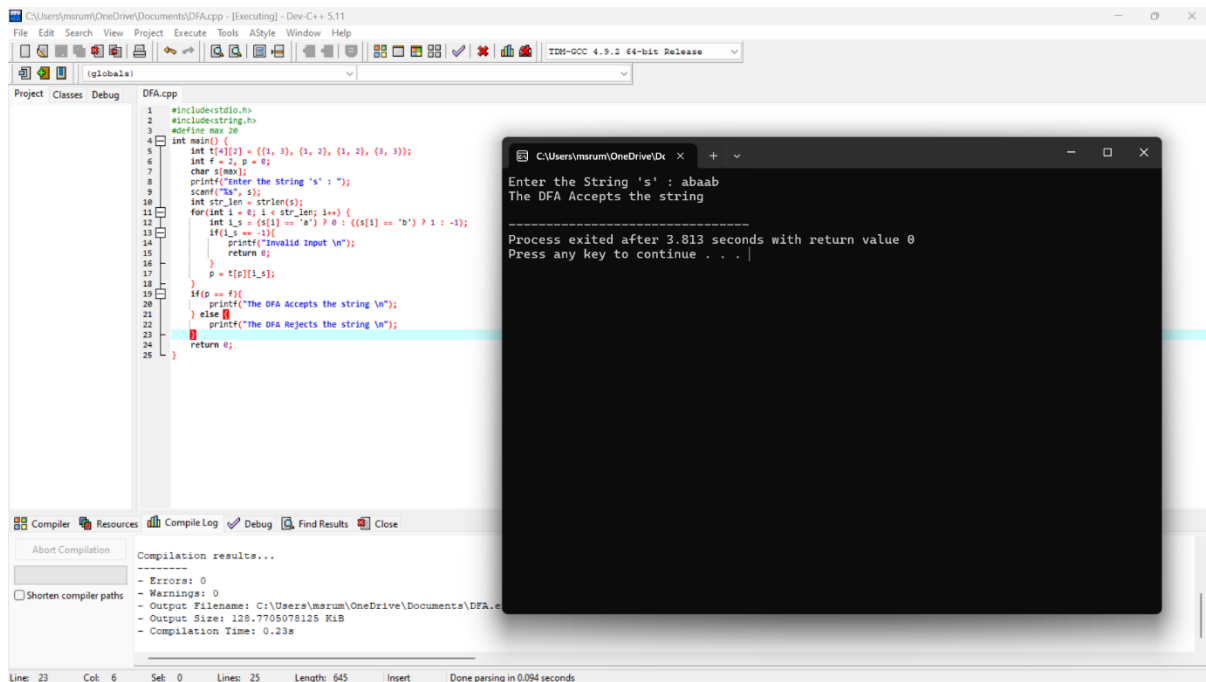 C:\Users\msrum\OneDrive\Documents\DFA.cpp - [Executing] - Dev-C++ 5.11
File Edit Search View Project Execute Tools AStyle Window Help
TDM-GCC 4.9.2 64-bit Release
(globals)
Project Classes Debug
DFA.cpp
1 #include<stdio.h>
2 #include<string.h>
3 #define max 20
4 int main() {
5 int t[4][2] = {{1, 3}, {1, 2}, {1, 2}, {3, 3}};
6 int f = 2, p = 0;
7 char s[max];
8 printf("Enter the String 's' : ");
9 scanf("%s", s);
10 int str_len = strlen(s);
11 for(int i = 0; i < str_len; i++) {
12 int i_s = (s[i] == 'a') ? 0 : ((s[i] == 'b') ? 1 : -1);
13 if(i_s == -1){
14 printf("Invalid Input \n");
15 return 0;
16 }
17 p = t[p][i_s];
18 }
19 if(p == f){
20 printf("The DFA Accepts the string \n");
21 } else {
22 printf("The DFA Rejects the string \n");
23 }
24 return 0;
25 }
C:\Users\msrum\OneDrive\Dc
Enter the String 's' : abaab
The DFA Accepts the string
--------------------------------
Process exited after 3.813 seconds with return value 0
Press any key to continue . . .
Compiler Resources Compile Log Debug Find Results Close
Abort Compilation
Shorten compiler paths
Compilation results...
--------
- Errors: 0
- Warnings: 0
- Output Filename: C:\Users\msrum\OneDrive\Documents\DFA.e
- Output Size: 128.7705078125 KiB
- Compilation Time: 0.23s
Line: 23 Col: 6 Sel: 0 Lines: 25 Length: 645 Insert Done parsing in 0.094 seconds